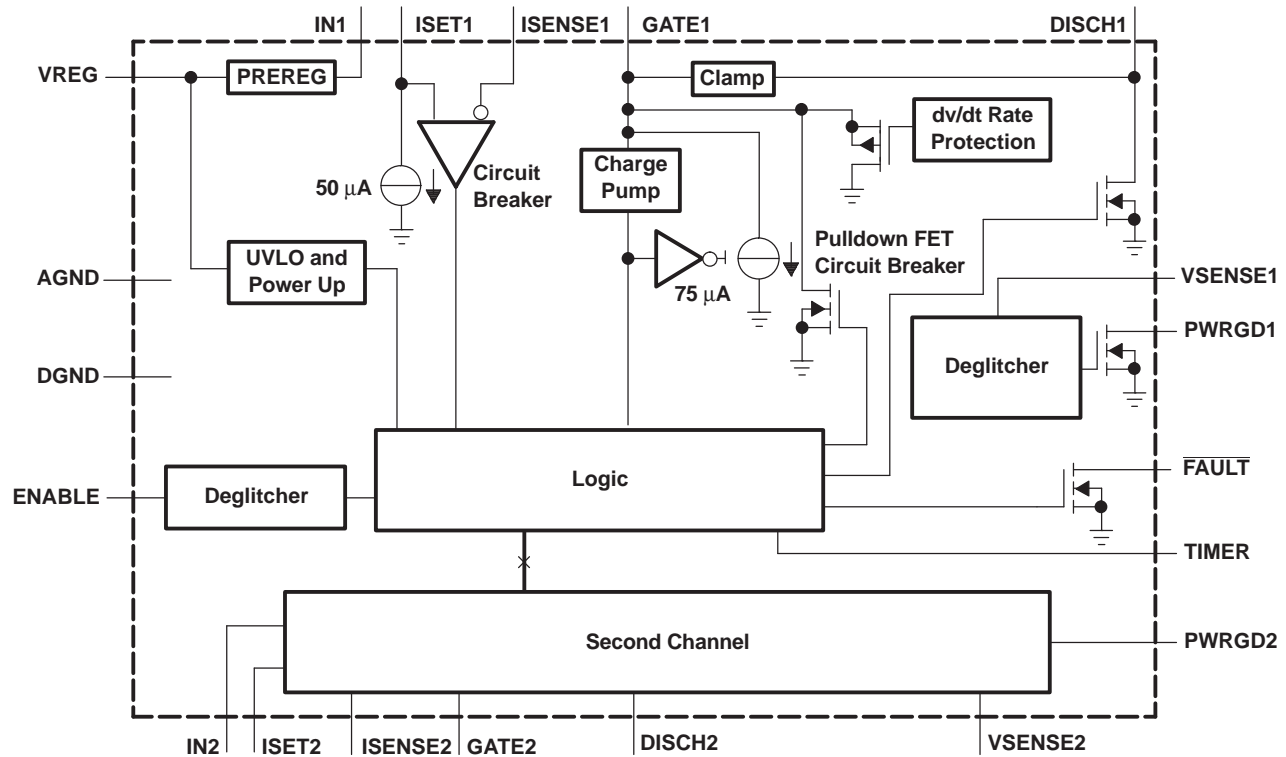 IN1 ISET1 ISENSE1 GATE1 DISCH1
VREG
PREREG
Clamp
dv/dt Rate
Protection
Charge
Pump
Circuit
Breaker
50 μA
UVLO and
Power Up
Pulldown FET
Circuit Breaker
75 μA
AGND
VSENSE1
PWRGD1
DGND
Deglitcher
Logic
FAULT
ENABLE
Deglitcher
TIMER
Second Channel
PWRGD2
IN2 ISET2 ISENSE2 GATE2 DISCH2 VSENSE2